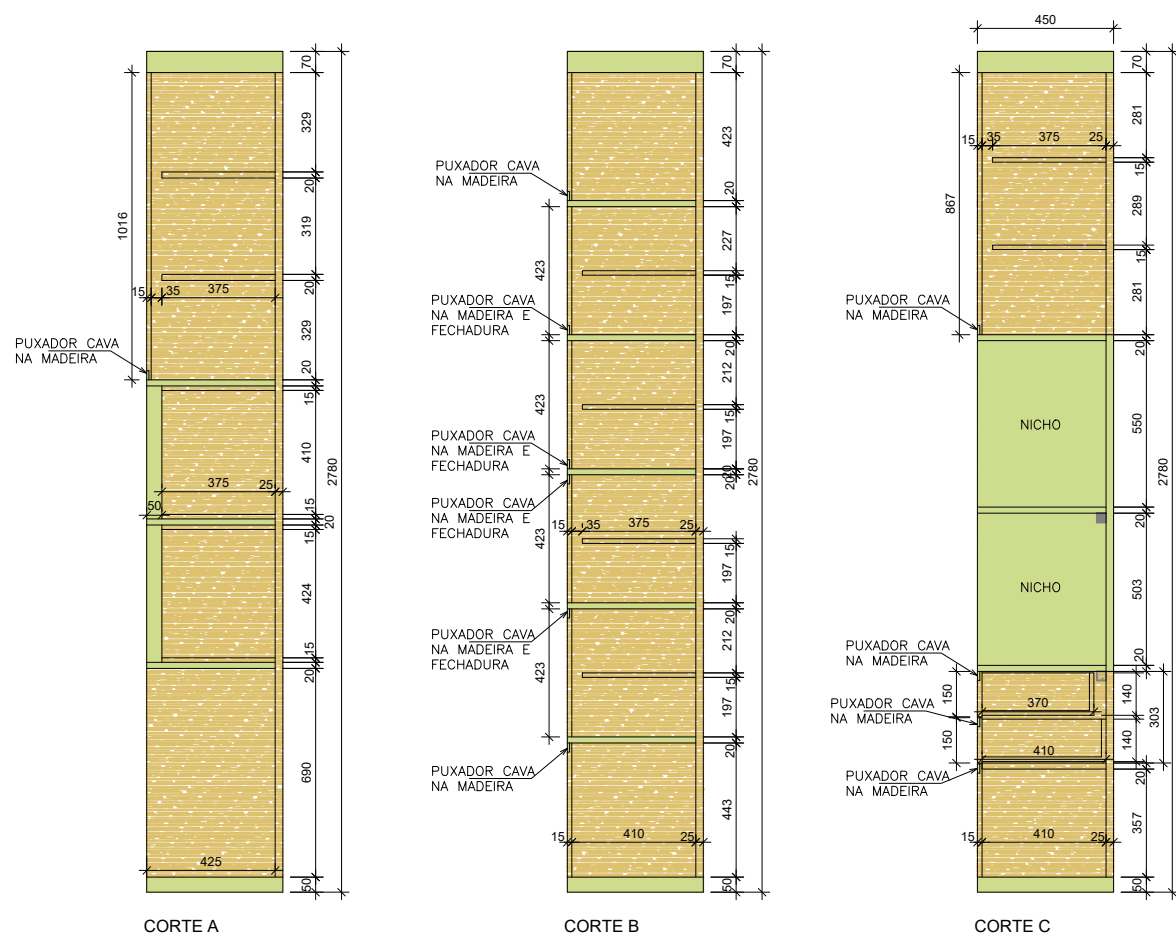 70
329
20
319
20
329
20
15
410
15
20
15
424
15
20
690
50
2780
1016
15
35
375
PUXADOR CAVA
NA MADEIRA
375
25
50
425
CORTE A
70
423
20
227
15
197
20
212
15
197
20
20
15
197
20
212
15
197
20
443
50
2780
PUXADOR CAVA
NA MADEIRA
423
PUXADOR CAVA
NA MADEIRA E
FECHADURA
423
PUXADOR CAVA
NA MADEIRA E
FECHADURA
PUXADOR CAVA
NA MADEIRA E
FECHADURA
15
35
375
25
423
PUXADOR CAVA
NA MADEIRA E
FECHADURA
423
PUXADOR CAVA
NA MADEIRA
15
410
25
CORTE B
450
70
281
15
289
15
281
20
550
20
503
20
140
140
303
20
357
50
2780
15
35
375
25
867
PUXADOR CAVA
NA MADEIRA
NICHO
NICHO
PUXADOR CAVA
NA MADEIRA
150
370
PUXADOR CAVA
NA MADEIRA
150
410
PUXADOR CAVA
NA MADEIRA
15
410
25
CORTE C